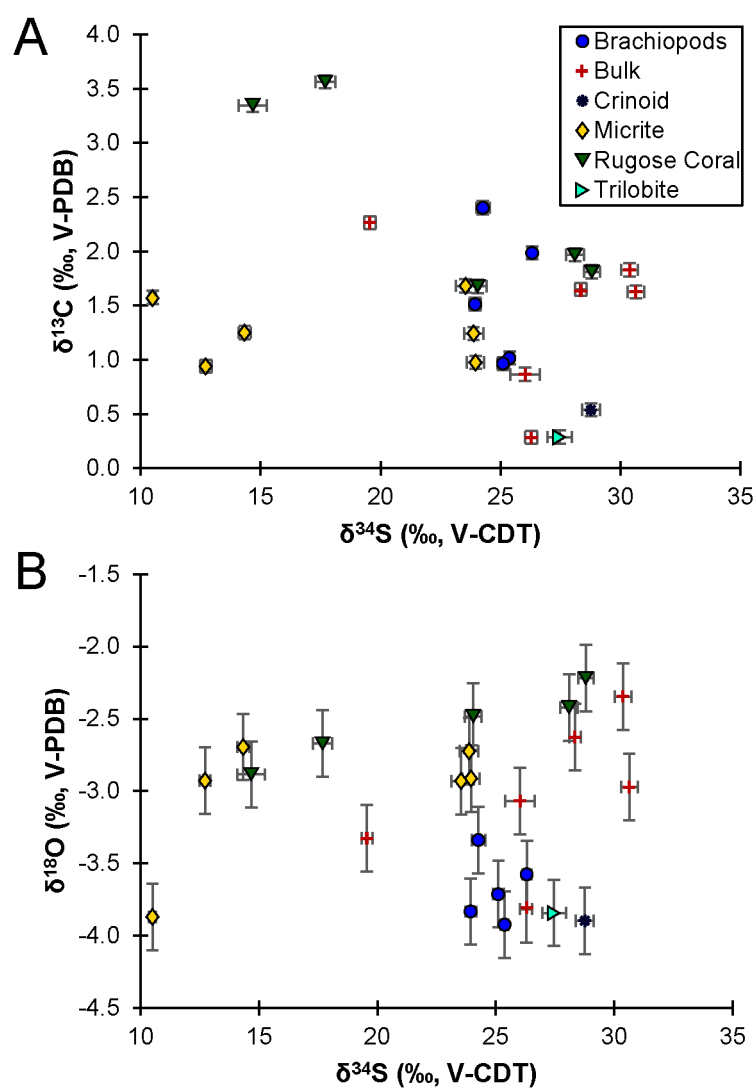 A
4.0
3.5
3.0
2.5
2.0
1.5
1.0
0.5
0.0
δ¹³C (‰, V-PDB)
Brachiopods
Bulk
Crinoid
Micrite
Rugose Coral
Trilobite
10 15 20 25 30 35
δ³⁴S (‰, V-CDT)
B
-1.5
-2.0
-2.5
-3.0
-3.5
-4.0
-4.5
δ¹⁸O (‰, V-PDB)
10 15 20 25 30 35
δ³⁴S (‰, V-CDT)